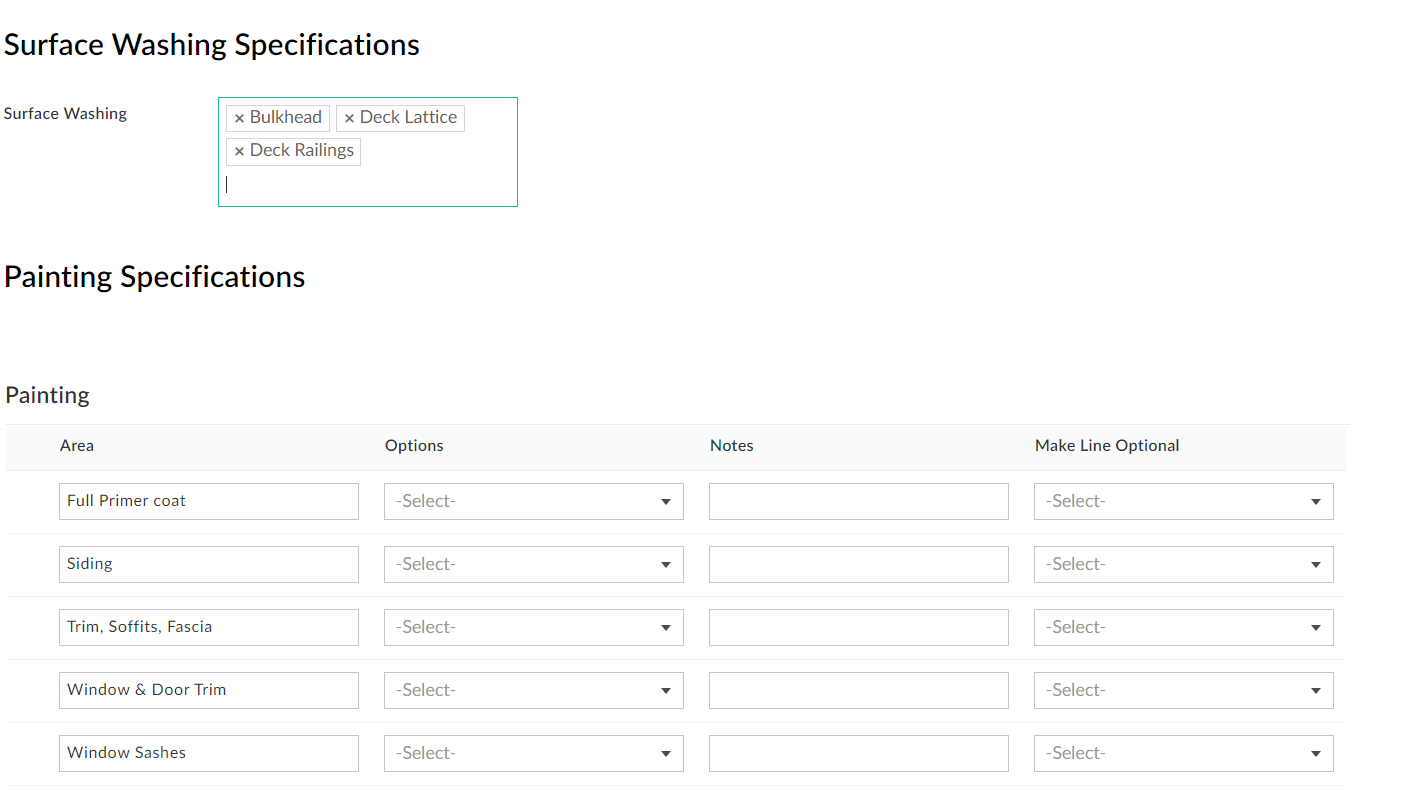 Surface Washing Specifications
Surface Washing
× Bulkhead × Deck Lattice
× Deck Railings
Painting Specifications
Painting
Area Options Notes Make Line Optional
Full Primer coat -Select- -Select-
Siding -Select- -Select-
Trim, Soffits, Fascia -Select- -Select-
Window & Door Trim -Select- -Select-
Window Sashes -Select- -Select-